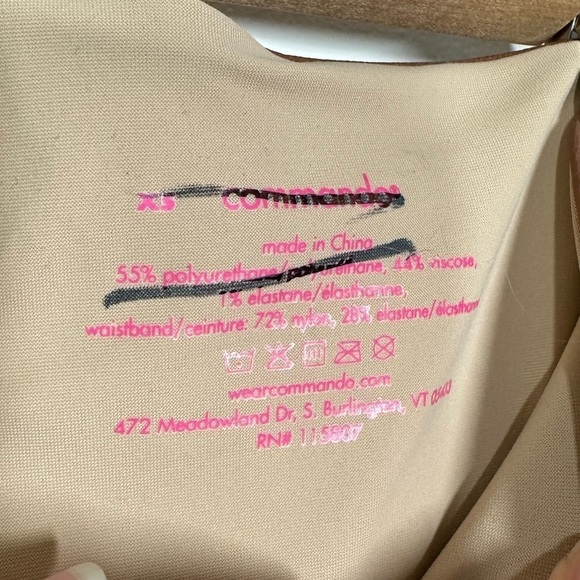 xs commando
made in China
55% polyurethane/polyuréthane, 44% viscose,
1% elastane/élasthanne,
waistband/ceinture: 72% nylon, 28% elastane/élasthanne
wearcommando.com
472 Meadowland Dr, S. Burlington, VT
RN# 115507